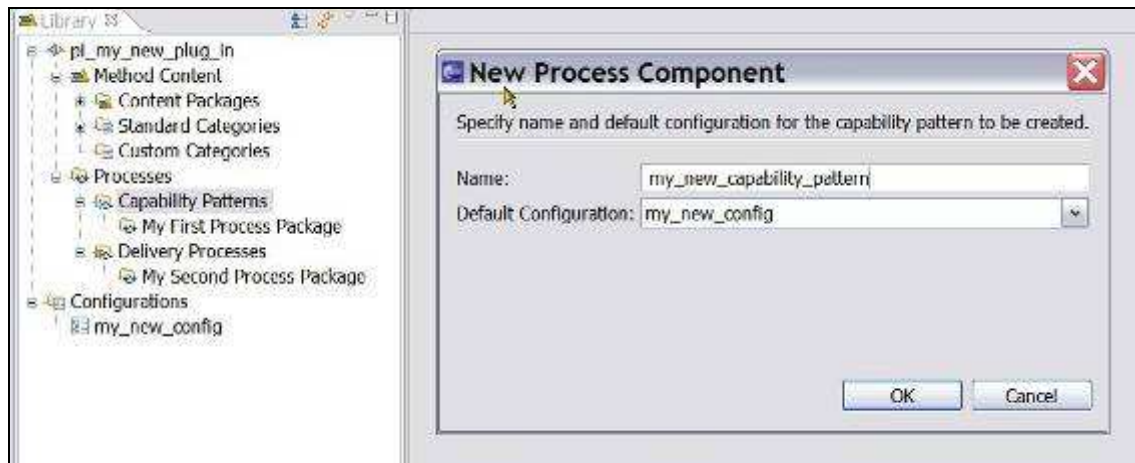 Library
pl_my_new_plug_in
Method Content
Content Packages
Standard Categories
Custom Categories
Processes
Capability Patterns
My First Process Package
Delivery Processes
My Second Process Package
Configurations
my_new_config
New Process Component
Specify name and default configuration for the capability pattern to be created.
Name: my_new_capability_pattern
Default Configuration: my_new_config
OK Cancel